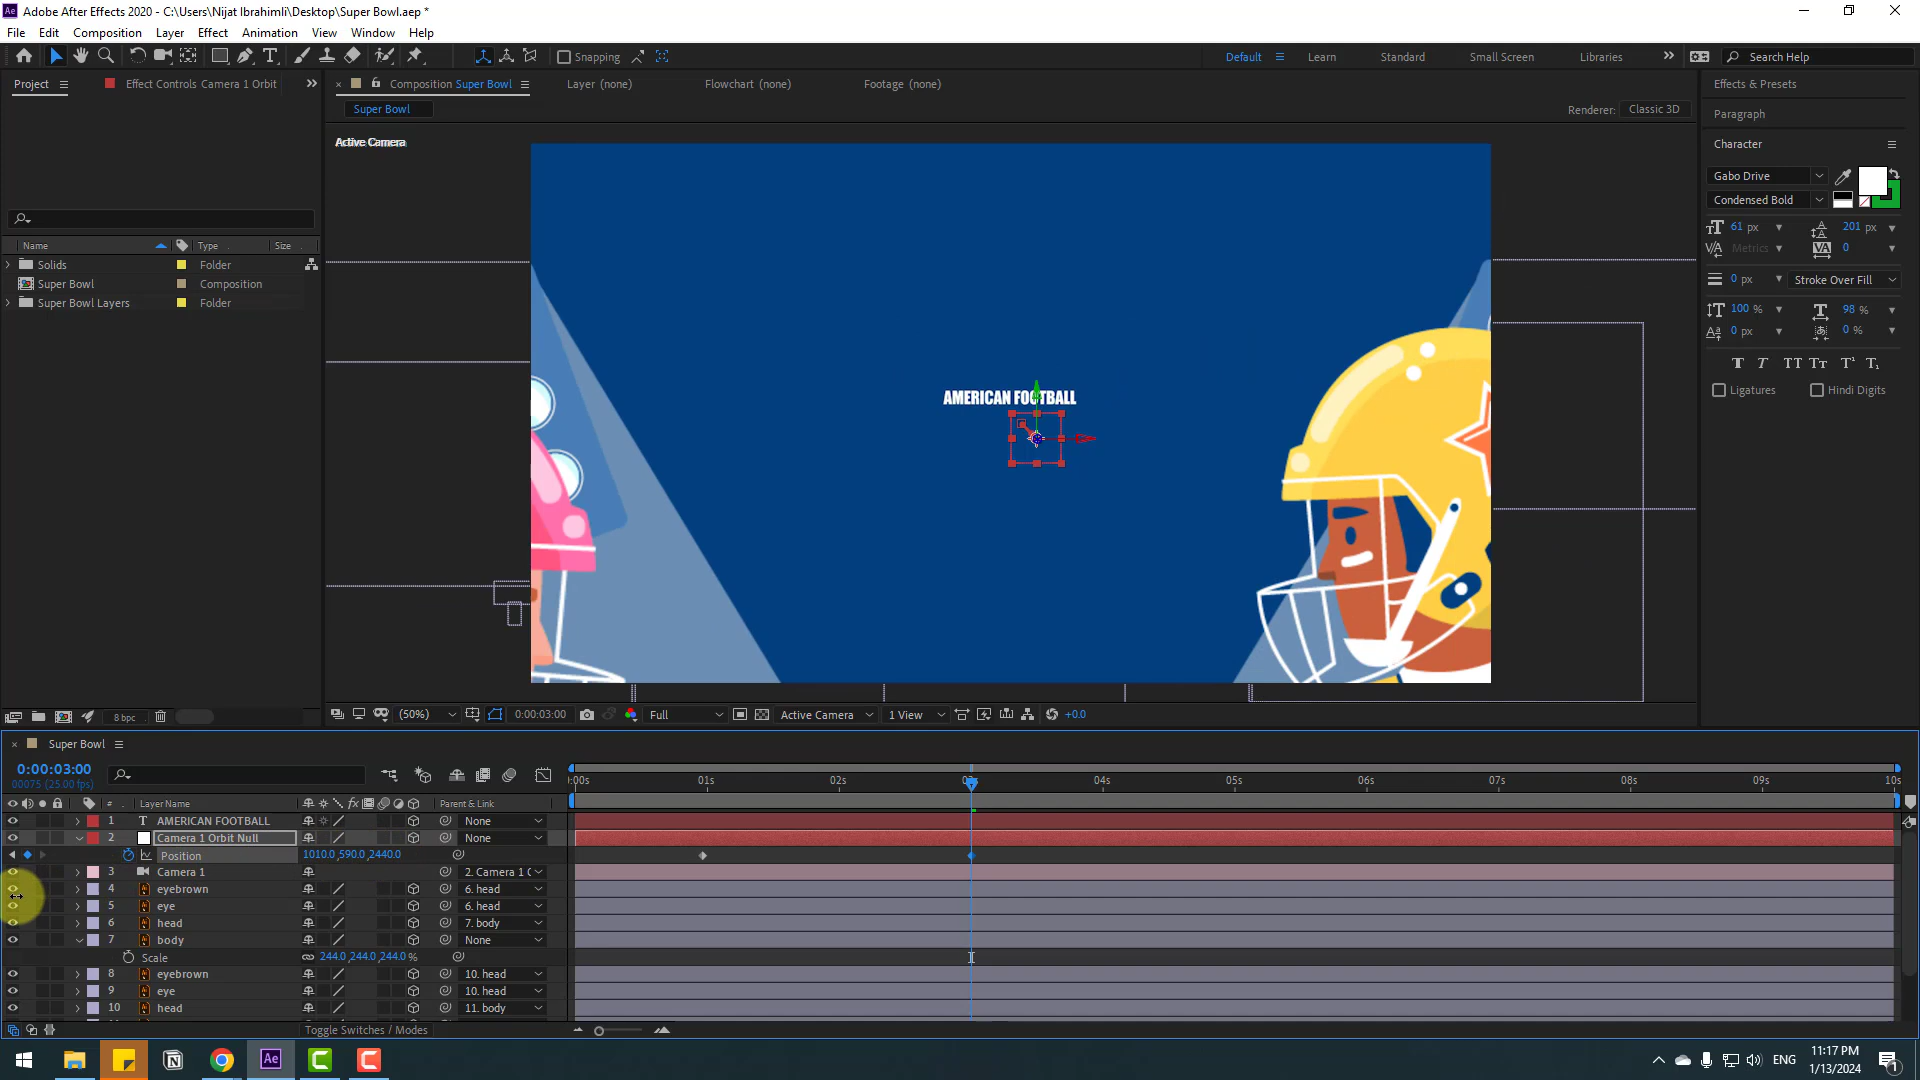 Adobe After Effects 2020 - C:\Users\Nijat Ibrahimli\Desktop\Super Bowl.aep *
File Edit Composition Layer Effect Animation View Window Help
Snapping Default Learn Standard Small Screen Libraries Search Help
Project Effect Controls Camera 1 Orbit Composition Super Bowl Layer (none) Flowchart (none) Footage (none) Effects & Presets
Super Bowl Renderer: Classic 3D Paragraph
Active Camera Character
Gabo Drive
Condensed Bold
61 px 201 px
Metrics 0
Name Type Size
Solids Folder
Super Bowl Composition
Super Bowl Layers Folder
0 px Stroke Over Fill
100 % 98 %
0 px 0 %
Ligatures Hindi Digits
AMERICAN FOOTBALL
8 bpc (50%) 0:00:03:00 Full Active Camera 1 View +0.0
Super Bowl
0:00:03:00
00075 (25.00 fps)
:00s 01s 02s 03s 04s 05s 06s 07s 08s 09s 10s
# Layer Name Parent & Link
1 AMERICAN FOOTBALL None
2 Camera 1 Orbit Null None
Position 1010.0,590.0,2440.0
3 Camera 1 2. Camera 1 O
4 eyebrown 6. head
5 eye 6. head
6 head 7. body
7 body None
Scale 244.0,244.0,244.0 %
8 eyebrown 10. head
9 eye 10. head
10 head 11. body
Toggle Switches / Modes
ENG 11:17 PM
1/13/2024
1